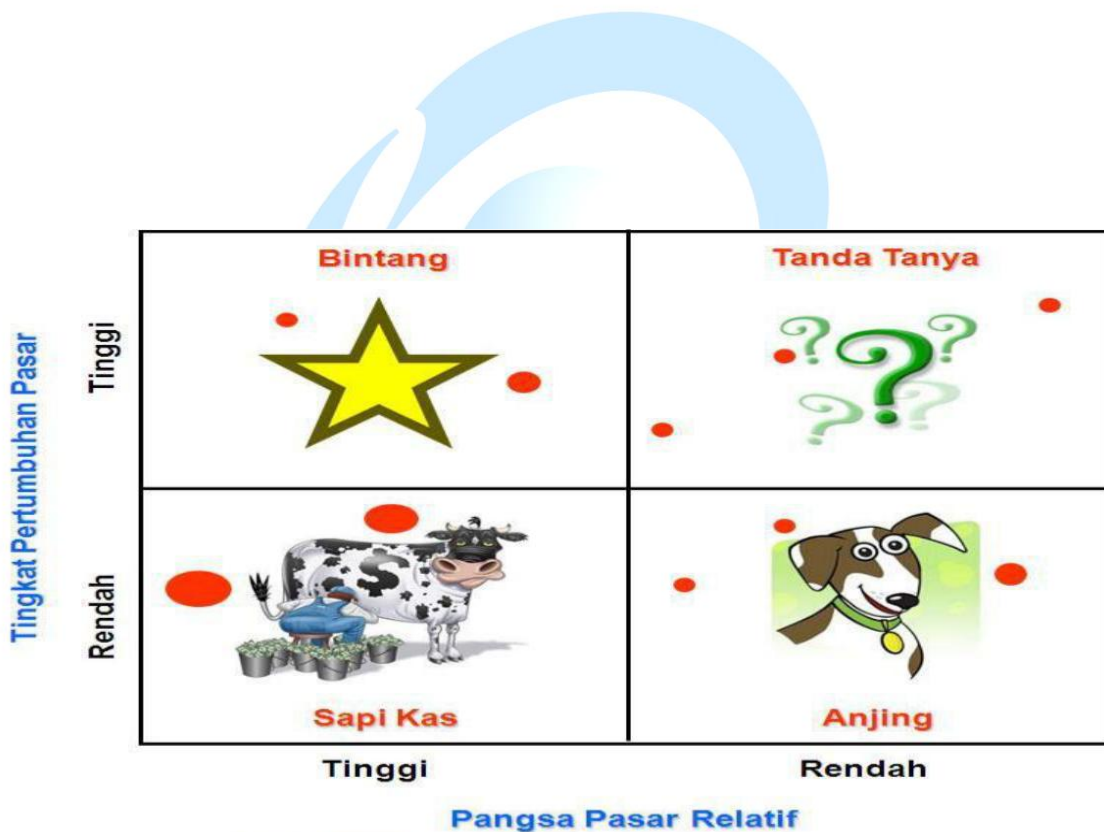 Bintang
Tanda Tanya
Tingkat Pertumbuhan Pasar
Tinggi
Rendah
$
Sapi Kas
Anjing
Tinggi
Rendah
Pangsa Pasar Relatif